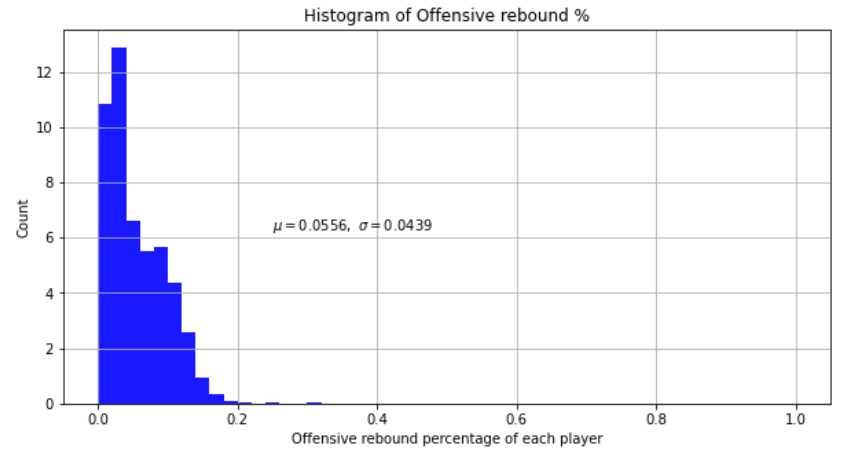 Histogram of Offensive rebound %
12
10
8
6
4
2
0
Count
μ = 0.0556, σ = 0.0439
0.0 0.2 0.4 0.6 0.8 1.0
Offensive rebound percentage of each player